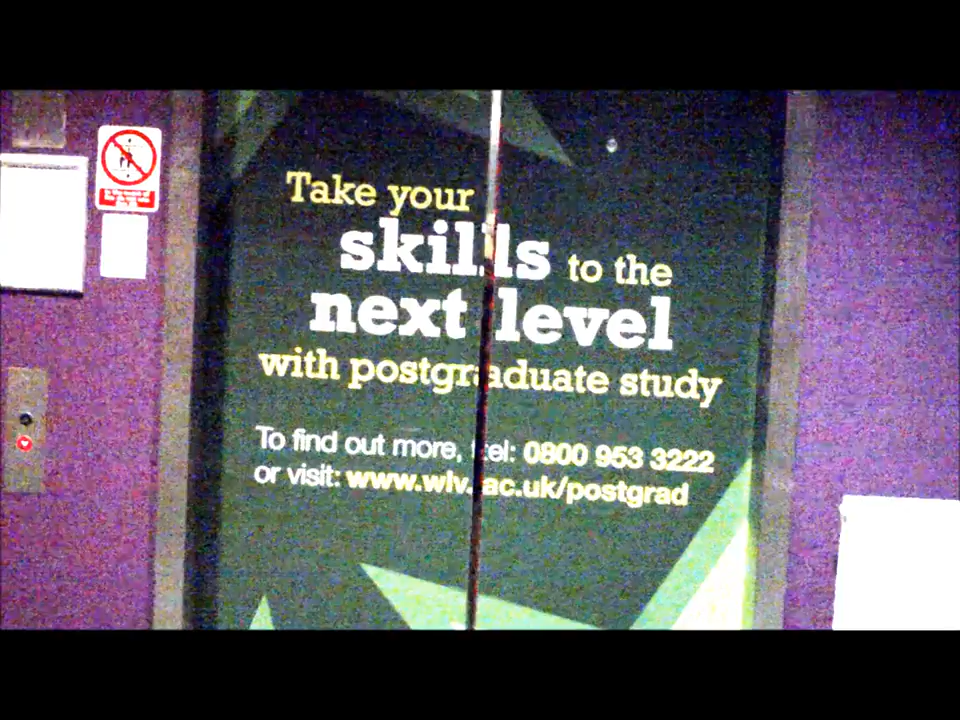 Take your
skills to the
next level
with postgraduate study
To find out more, tel: 0800 953 3222
or visit: www.wlv.ac.uk/postgrad